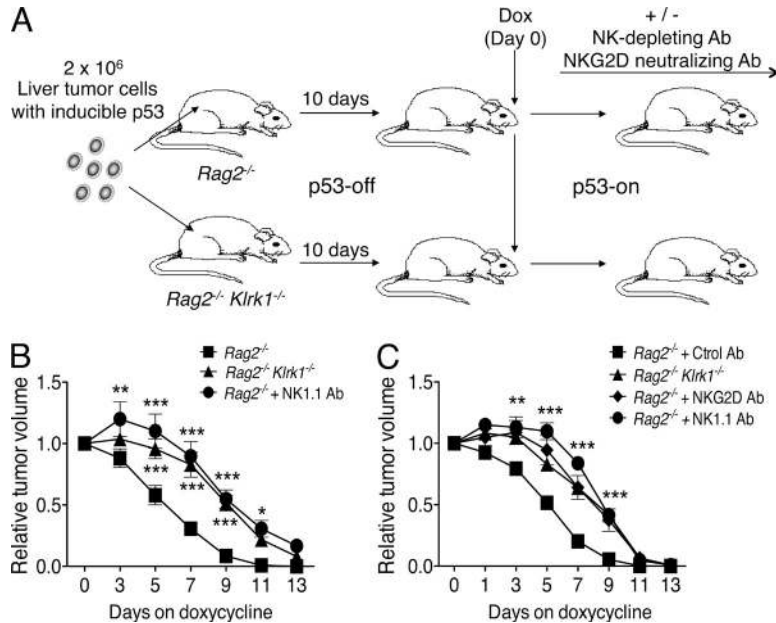 A
2 x 10⁶
Liver tumor cells
with inducible p53
Dox
(Day 0)
+ / -
NK-depleting Ab
NKG2D neutralizing Ab
10 days
Rag2-/-
p53-off
p53-on
10 days
Rag2-/- Klrk1-/-
B
Rag2-/-
Rag2-/- Klrk1-/-
Rag2-/- + NK1.1 Ab
Relative tumor volume
1.5
1.0
0.5
0.0
**
***
***
***
***
***
***
*
0 3 5 7 9 11 13
Days on doxycycline
C
Rag2-/- + Ctrol Ab
Rag2-/- Klrk1-/-
Rag2-/- + NKG2D Ab
Rag2-/- + NK1.1 Ab
Relative tumor volume
1.5
1.0
0.5
0.0
**
***
***
***
0 1 3 5 7 9 11 13
Days on doxycycline